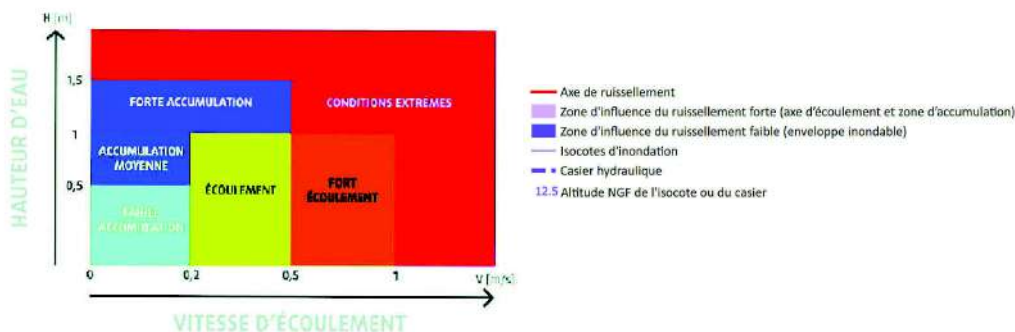 H [m]
HAUTEUR D'EAU
1,5
1
0,5
FORTE ACCUMULATION
CONDITIONS EXTRÊMES
ACCUMULATION
MOYENNE
ÉCOULEMENT
FORT
ÉCOULEMENT
FAIBLE
ACCUMULATION
0
0,2
0,5
1
V [m/s]
VITESSE D'ÉCOULEMENT
Axe de ruissellement
Zone d'influence du ruissellement forte (axe d'écoulement et zone d'accumulation)
Zone d'influence du ruissellement faible (enveloppe inondable)
Isocotes d'inondation
Casier hydraulique
12.5 Altitude NGF de l'isocote ou du casier